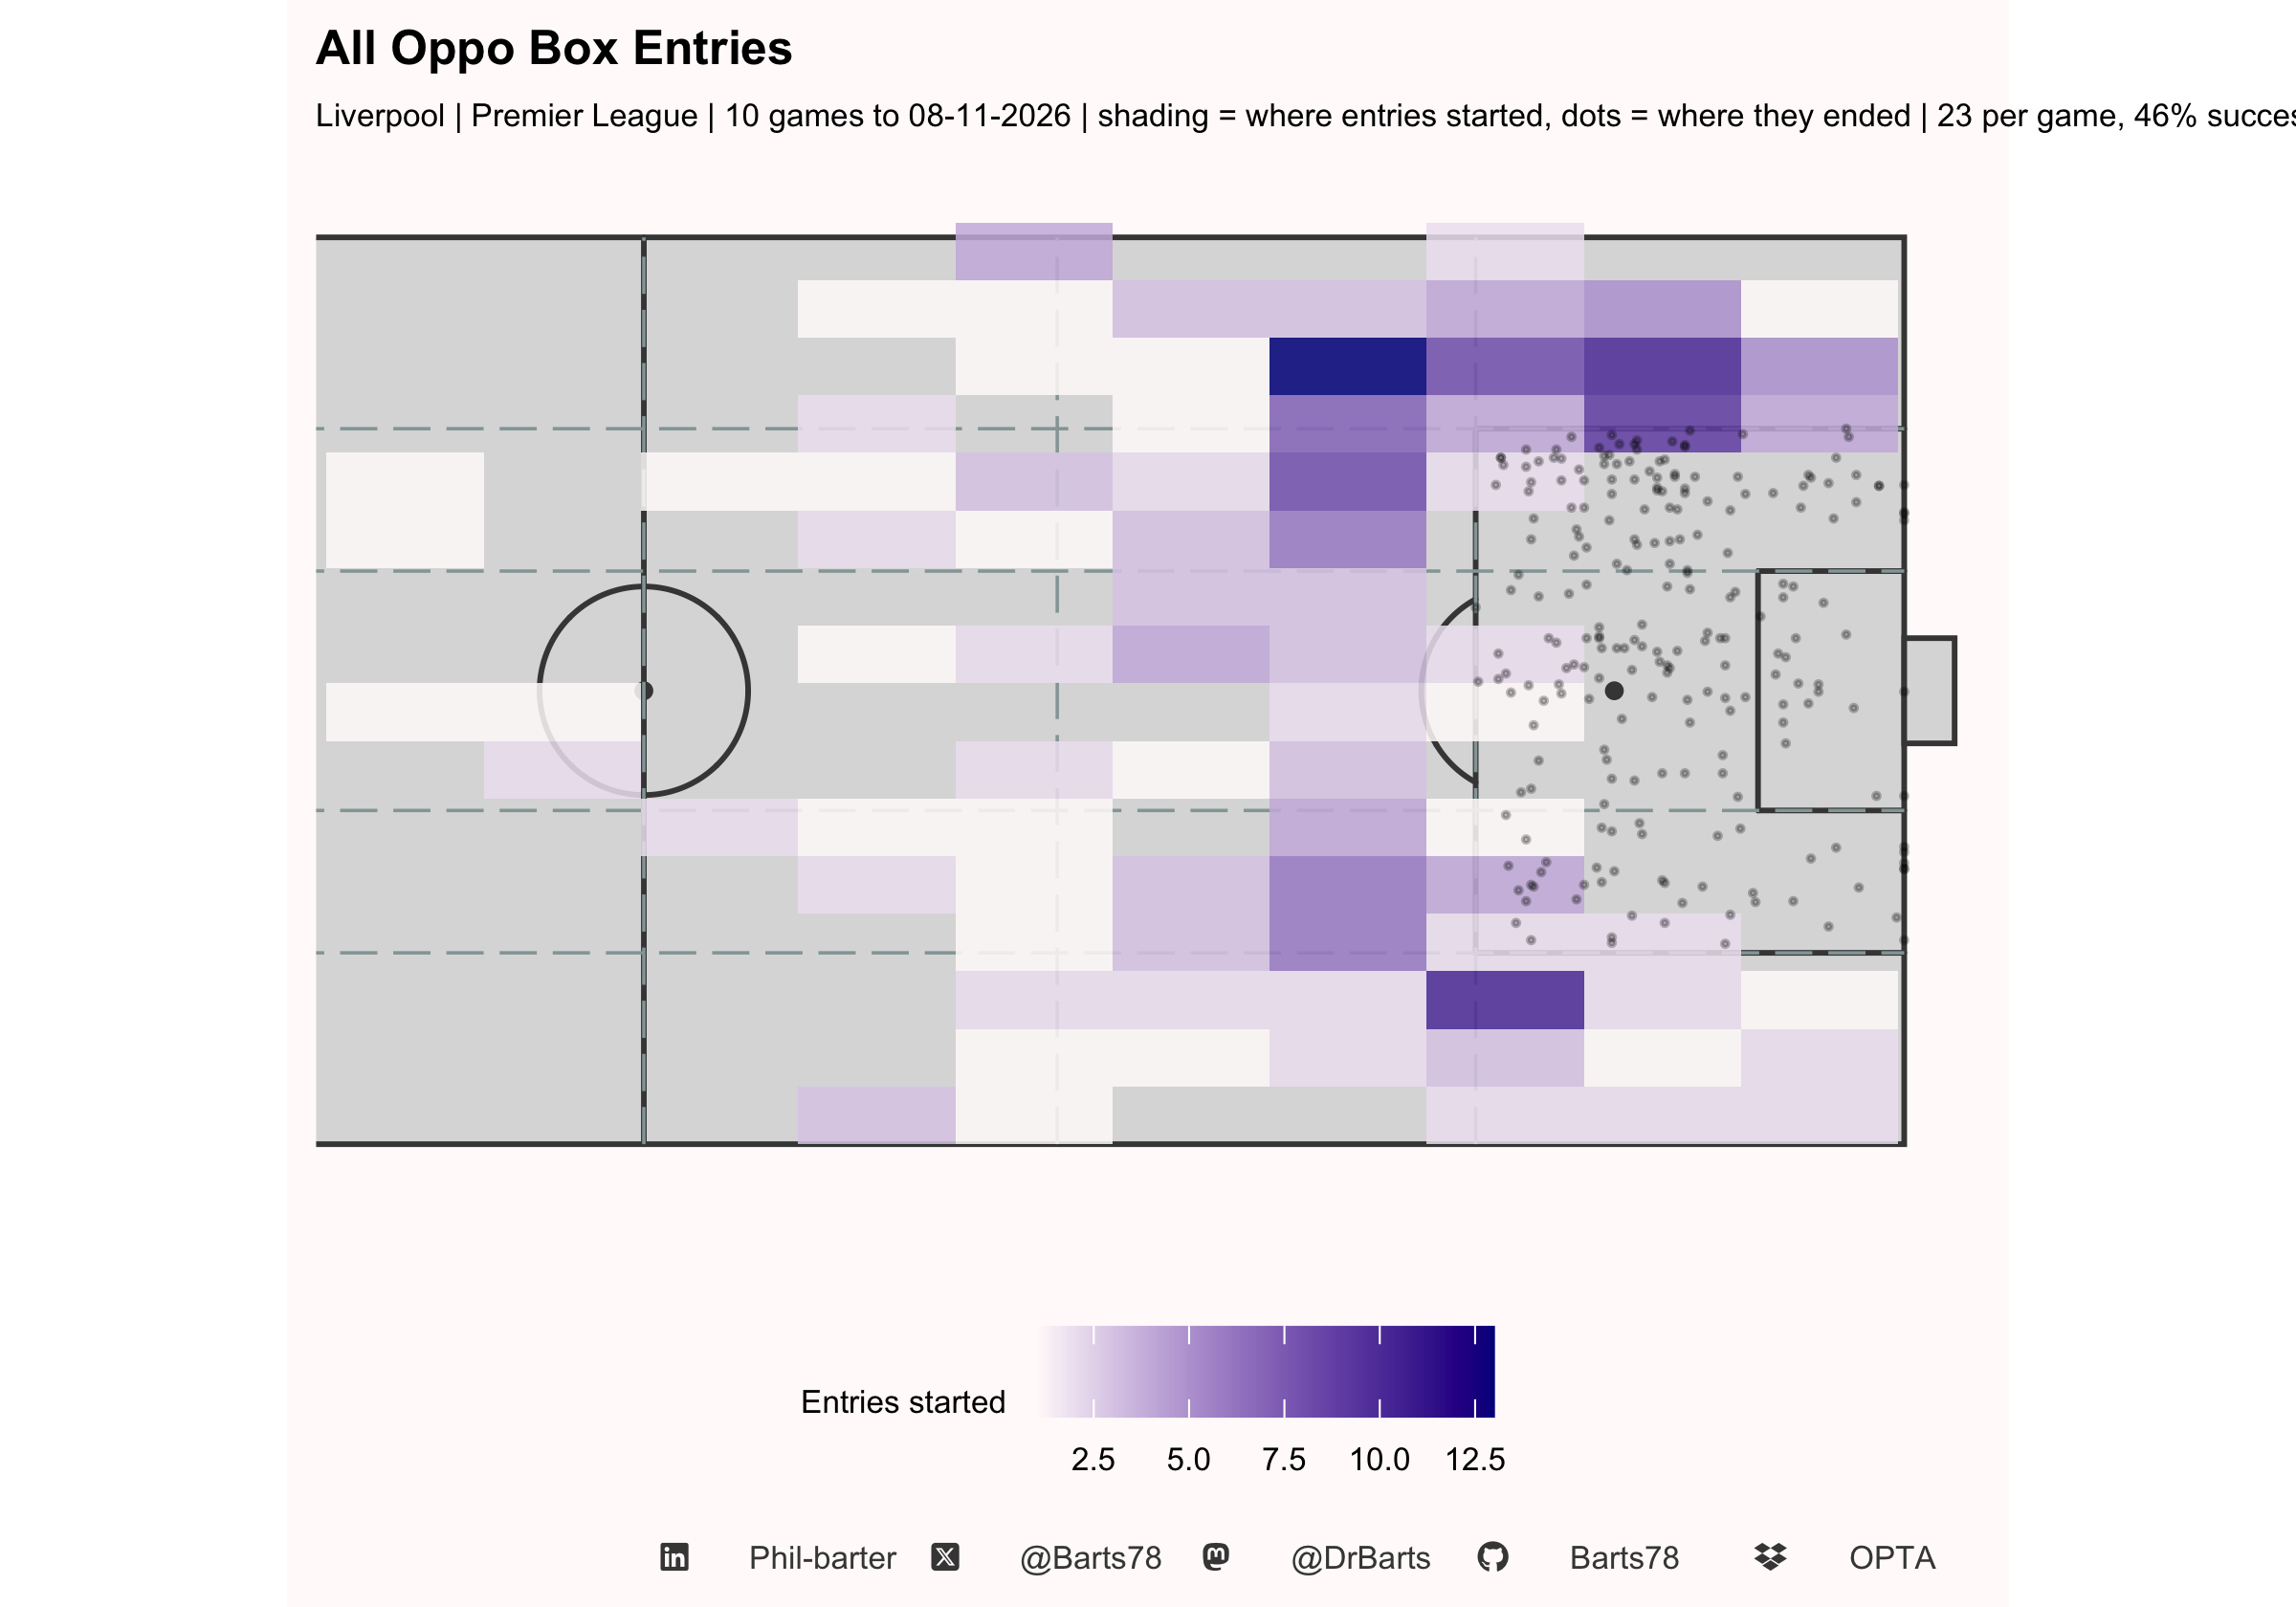 All Oppo Box Entries
Liverpool | Premier League | 10 games to 08-11-2026 | shading = where entries started, dots = where they ended | 23 per game, 46%
Entries started
2.5 5.0 7.5 10.0 12.5
Phil-barter @Barts78 @DrBarts Barts78 OPTA